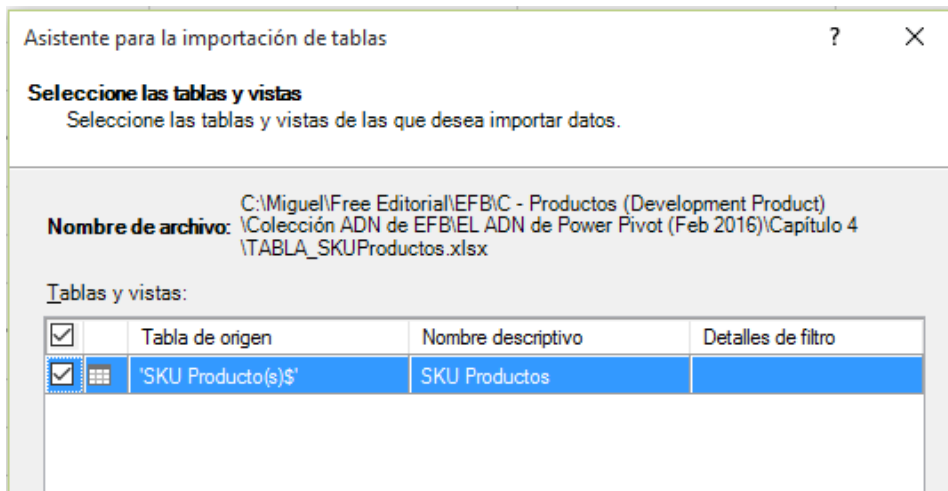 Asistente para la importación de tablas ? X
Seleccione las tablas y vistas
Seleccione las tablas y vistas de las que desea importar datos.
C:\Miguel\Free Editorial\EFB\C - Productos (Development Product)
Nombre de archivo: \Colección ADN de EFB\EL ADN de Power Pivot (Feb 2016)\Capítulo 4
\TABLA_SKUProductos.xlsx
Tablas y vistas:
Tabla de origen Nombre descriptivo Detalles de filtro
'SKU Producto(s)$' SKU Productos